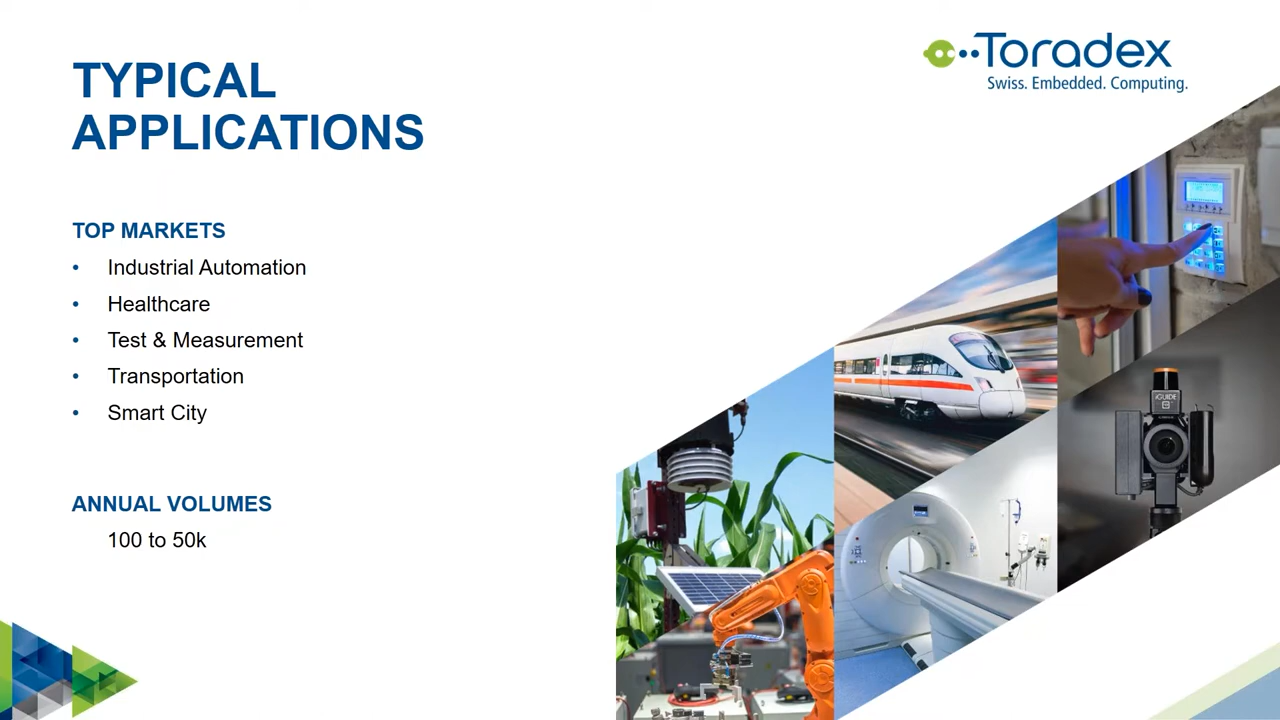 TYPICAL
APPLICATIONS
Toradex
Swiss. Embedded. Computing.
TOP MARKETS
• Industrial Automation
• Healthcare
• Test & Measurement
• Transportation
• Smart City
ANNUAL VOLUMES
100 to 50k
iGUIDE